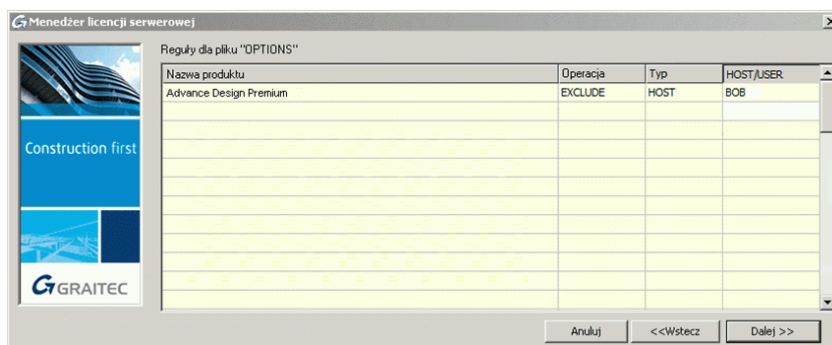 Menedżer licencji serwerowej
Reguły dla pliku "OPTIONS"
Nazwa produktu Operacja Typ HOST/USER
Advance Design Premium EXCLUDE HOST BOB
Construction first
GRAITEC
Anuluj <<Wstecz Dalej >>